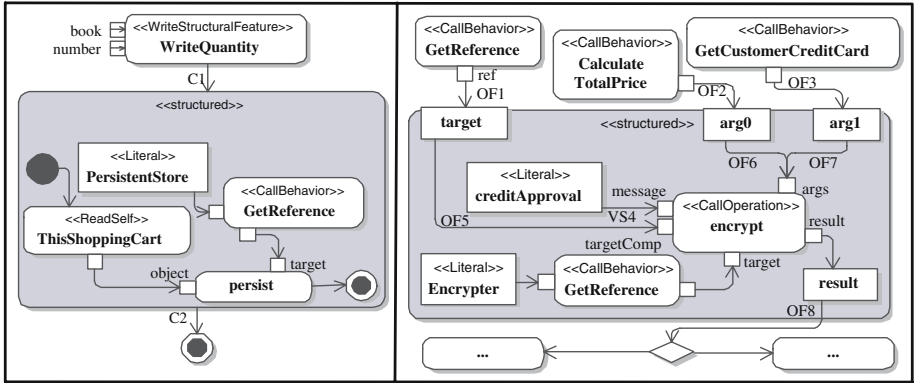 book
number
<<WriteStructuralFeature>>
WriteQuantity
C1
<<structured>>
<<Literal>>
PersistentStore
<<CallBehavior>>
GetReference
<<ReadSelf>>
ThisShoppingCart
object
target
persist
C2
<<CallBehavior>>
GetReference
ref
OF1
<<CallBehavior>>
Calculate
TotalPrice
OF2
<<CallBehavior>>
GetCustomerCreditCard
OF3
target
<<structured>>
arg0
arg1
OF6
OF7
<<Literal>>
creditApproval
message
args
VS4
OF5
<<CallOperation>>
encrypt
result
targetComp
target
<<Literal>>
Encrypter
<<CallBehavior>>
GetReference
result
OF8
...
...